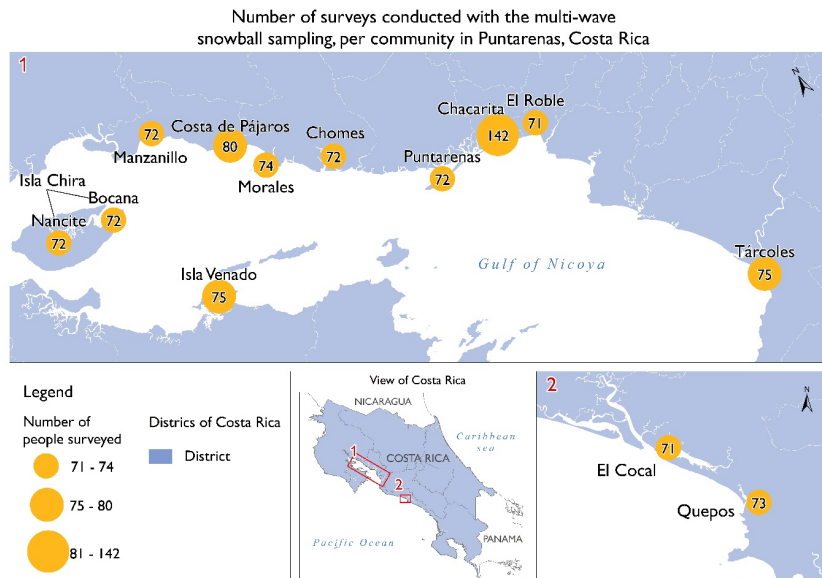 Number of surveys conducted with the multi-wave
snowball sampling, per community in Puntarenas, Costa Rica
1
N
El Roble
71
Chacarita
142
Costa de Pájaros
80
72
Manzanillo
Chomes
72
74
Morales
Puntarenas
72
Isla Chira
Bocana
72
Nancite
72
Isla Venado
75
Gulf of Nicoya
Tárcoles
75
Legend
Number of
people surveyed
71 - 74
75 - 80
81 - 142
Districs of Costa Rica
District
View of Costa Rica
NICARAGUA
Caribbean
sea
COSTA RICA
1
2
PANAMA
Pacific Ocean
2
N
71
El Cocal
Quepos
73